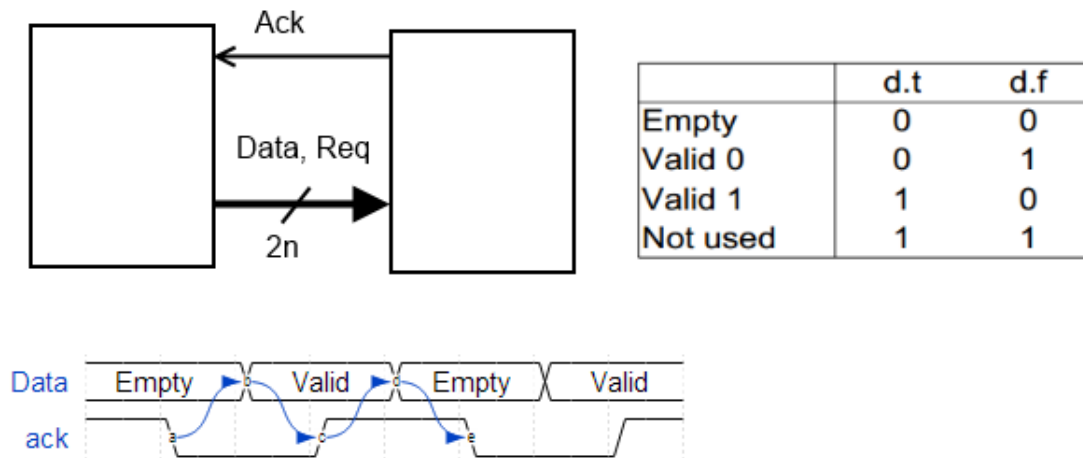 Ack
Data, Req
2n
d.t d.f
Empty 0 0
Valid 0 0 1
Valid 1 1 0
Not used 1 1
Data Empty b Valid d Empty Valid
ack a c e